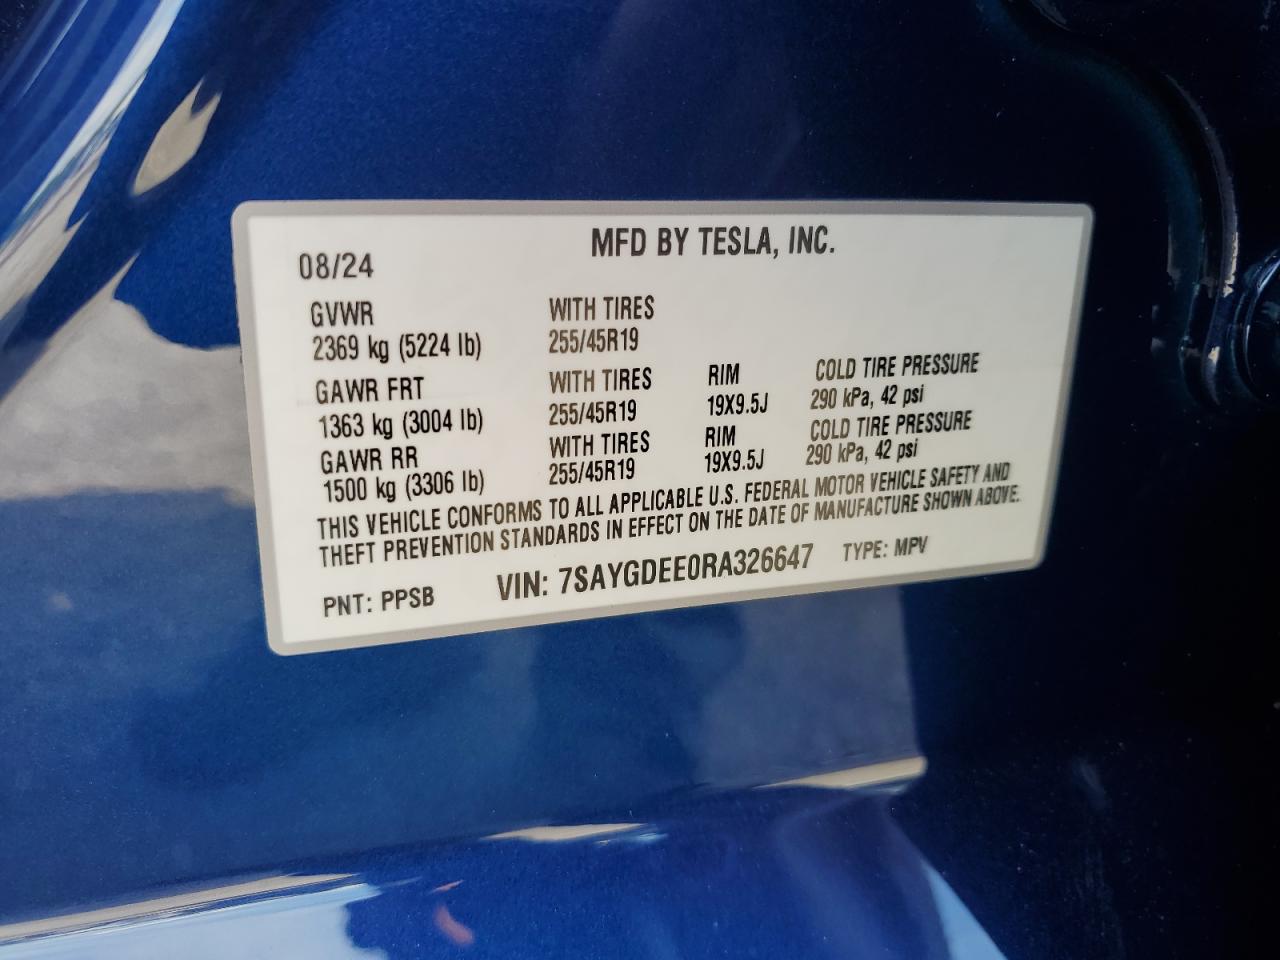 MFD BY TESLA, INC.
08/24
GVWR WITH TIRES
2369 kg (5224 lb) 255/45R19
GAWR FRT WITH TIRES RIM COLD TIRE PRESSURE
1363 kg (3004 lb) 255/45R19 19X9.5J 290 kPa, 42 psi
GAWR RR WITH TIRES RIM COLD TIRE PRESSURE
1500 kg (3306 lb) 255/45R19 19X9.5J 290 kPa, 42 psi
THIS VEHICLE CONFORMS TO ALL APPLICABLE U.S. FEDERAL MOTOR VEHICLE SAFETY AND
THEFT PREVENTION STANDARDS IN EFFECT ON THE DATE OF MANUFACTURE SHOWN ABOVE.
PNT: PPSB VIN: 7SAYGDEE0RA326647 TYPE: MPV